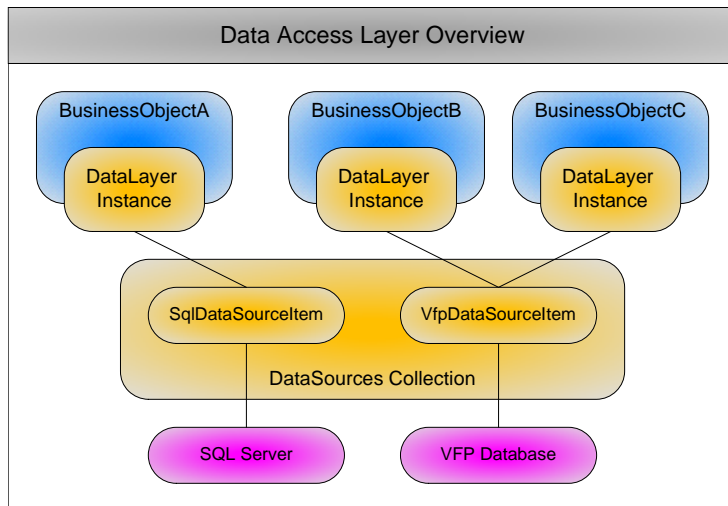 Data Access Layer Overview
BusinessObjectA
BusinessObjectB
BusinessObjectC
DataLayer
Instance
DataLayer
Instance
DataLayer
Instance
SqlDataSourceItem
VfpDataSourceItem
DataSources Collection
SQL Server
VFP Database